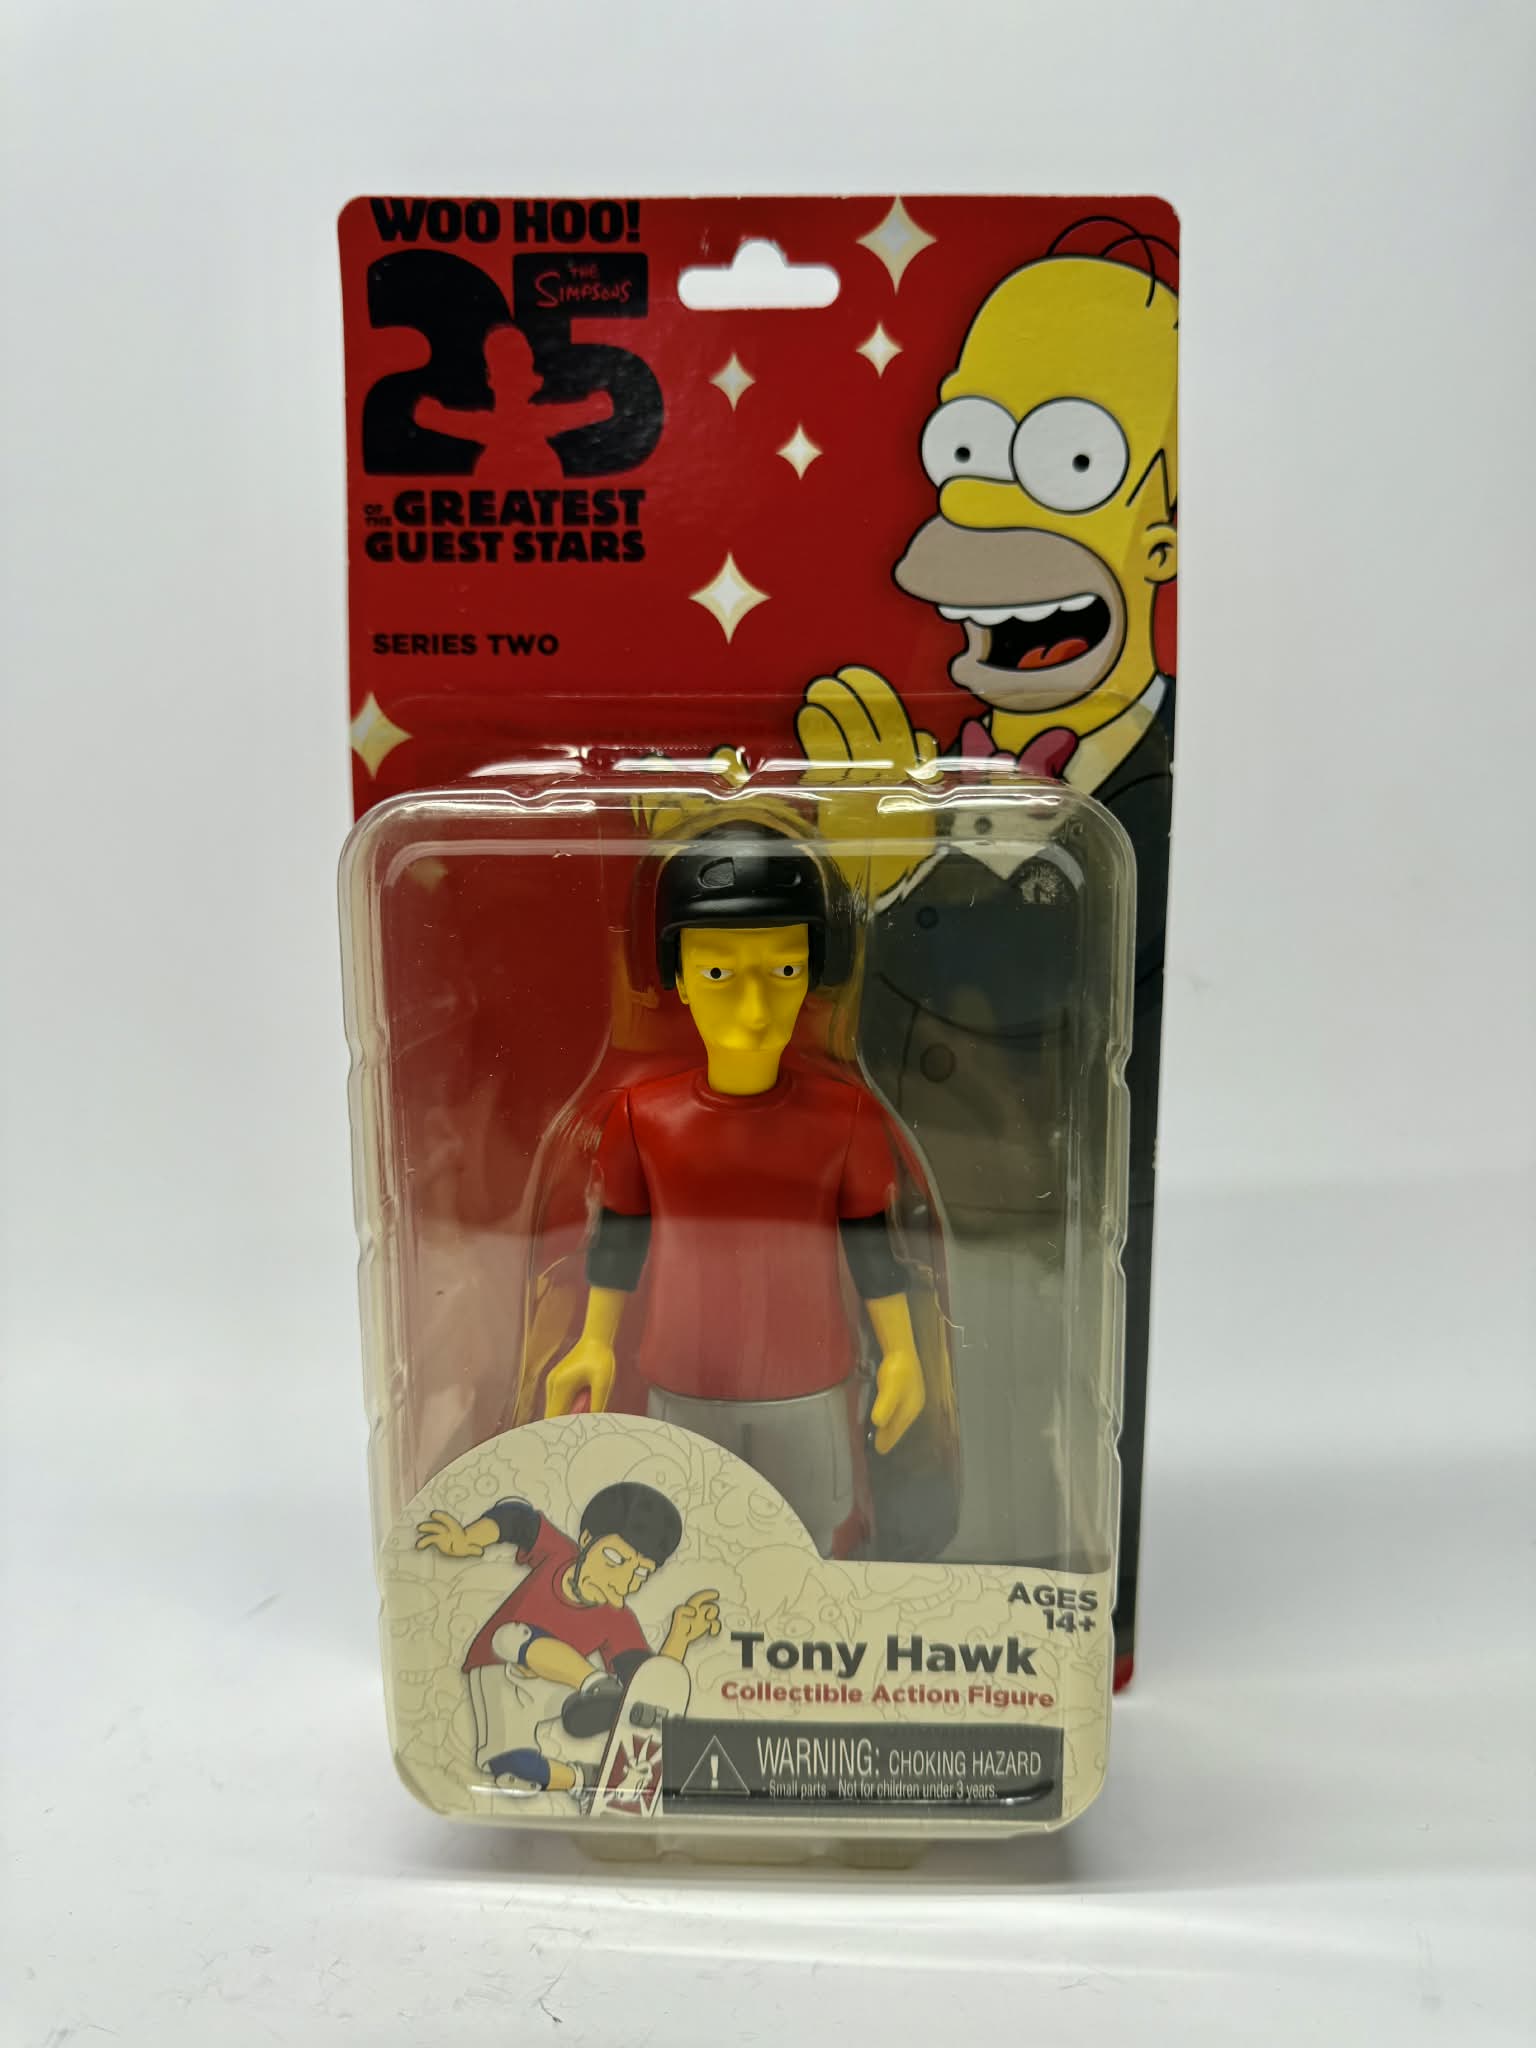 WOO HOO!
THE
SIMPSONS
25
OF THE GREATEST
GUEST STARS
SERIES TWO
AGES
14+
Tony Hawk
Collectible Action Figure
WARNING: CHOKING HAZARD
Small parts. Not for children under 3 years.